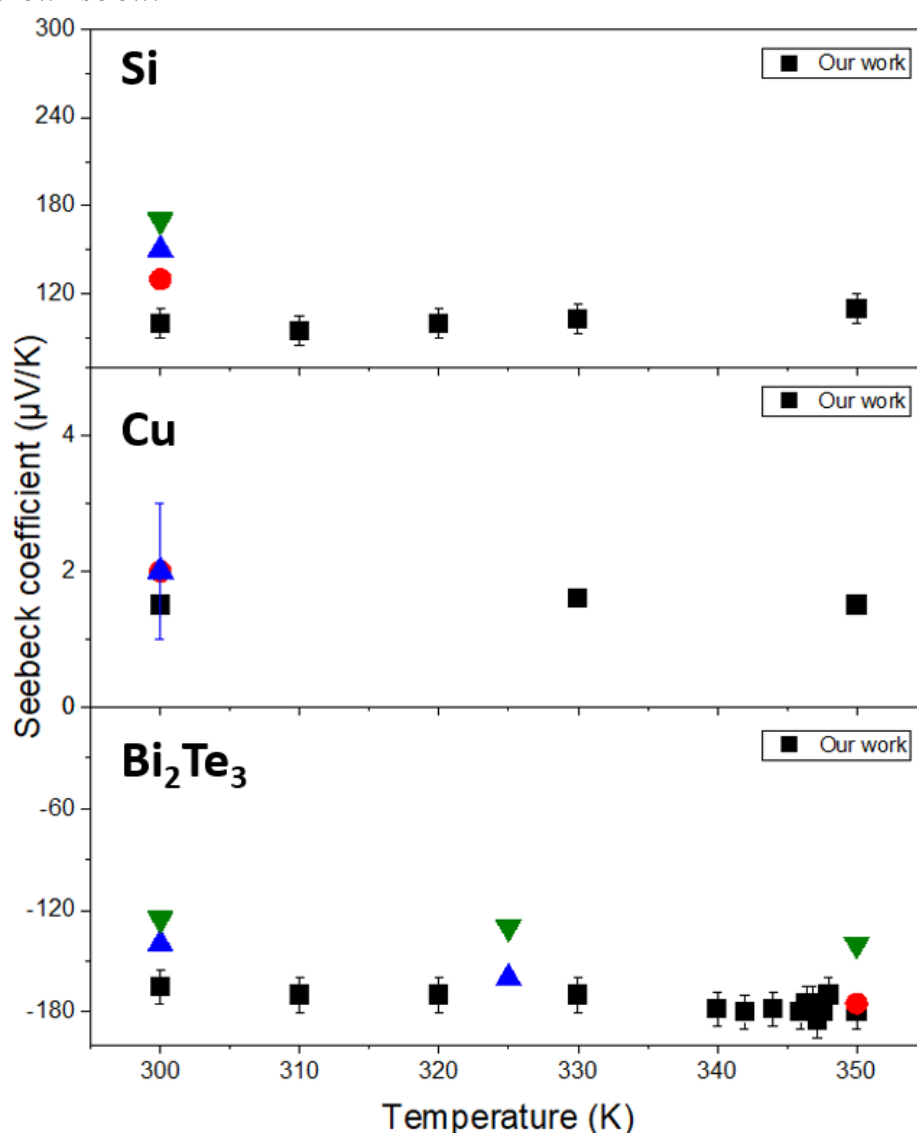 300
Si
Our work
240
180
120
Cu
Our work
4
2
0
Bi₂Te₃
Our work
-60
-120
-180
300 310 320 330 340 350
Temperature (K)
Seebeck coefficient (μV/K)